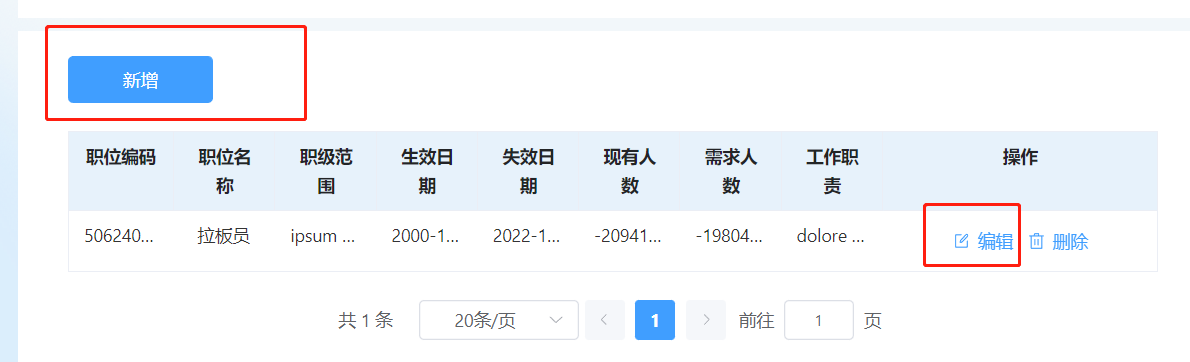 新增
职位编码 职位名称 职级范围 生效日期 失效日期 现有人数 需求人数 工作职责 操作
506240... 拉板员 ipsum ... 2000-1... 2022-1... -20941... -19804... dolore ... 编辑 删除
共 1 条 20条/页 1 前往 1 页